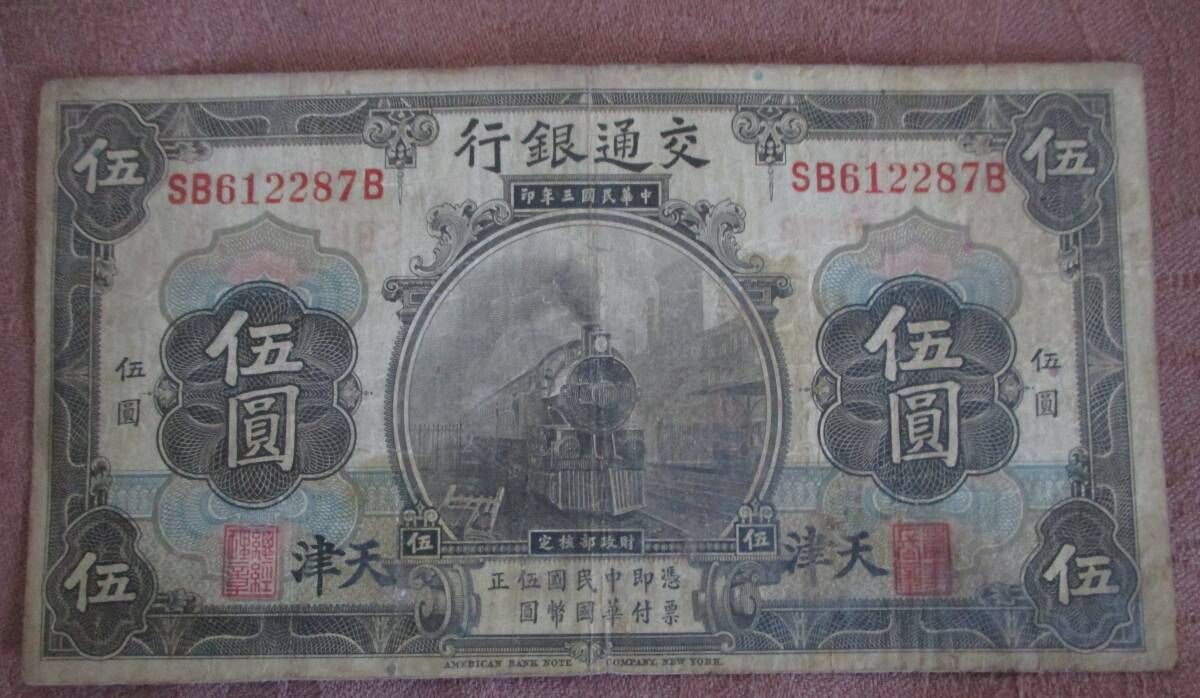 交通銀行
伍
伍
SB612287B
SB612287B
中華民國三年印
伍圓
伍圓
伍圓
伍圓
伍
財政部核定
伍
天津
天津
憑票即付中華民國國幣伍圓正
伍
伍
AMERICAN BANK NOTE COMPANY, NEW YORK.